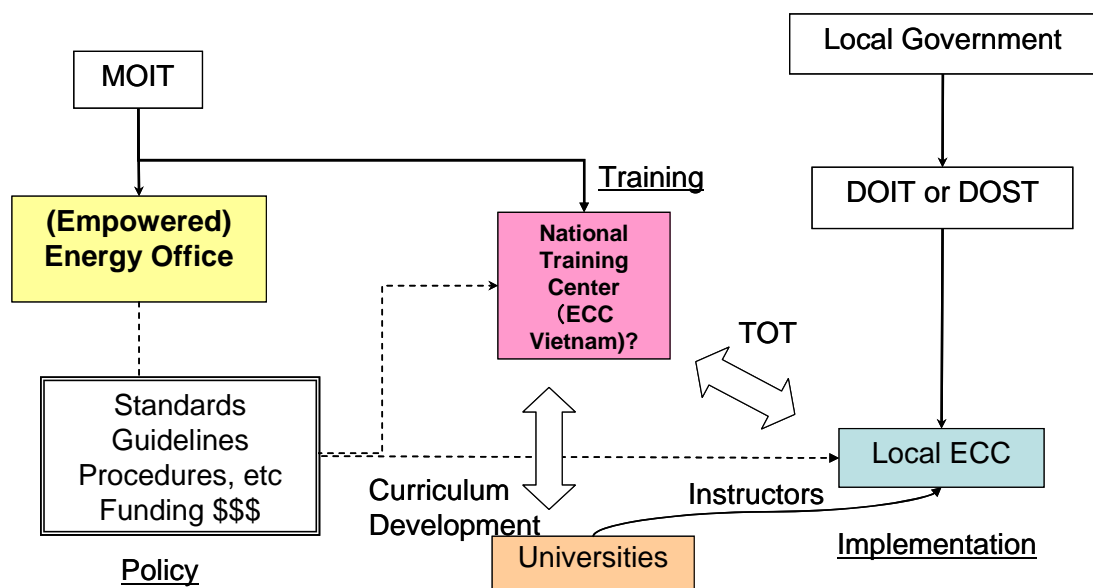 Local Government
MOIT
Training
DOIT or DOST
(Empowered)
Energy Office
National
Training
Center
（ECC
Vietnam)?
TOT
Standards
Guidelines
Procedures, etc
Funding $$$
Local ECC
Curriculum
Development
Instructors
Universities
Implementation
Policy